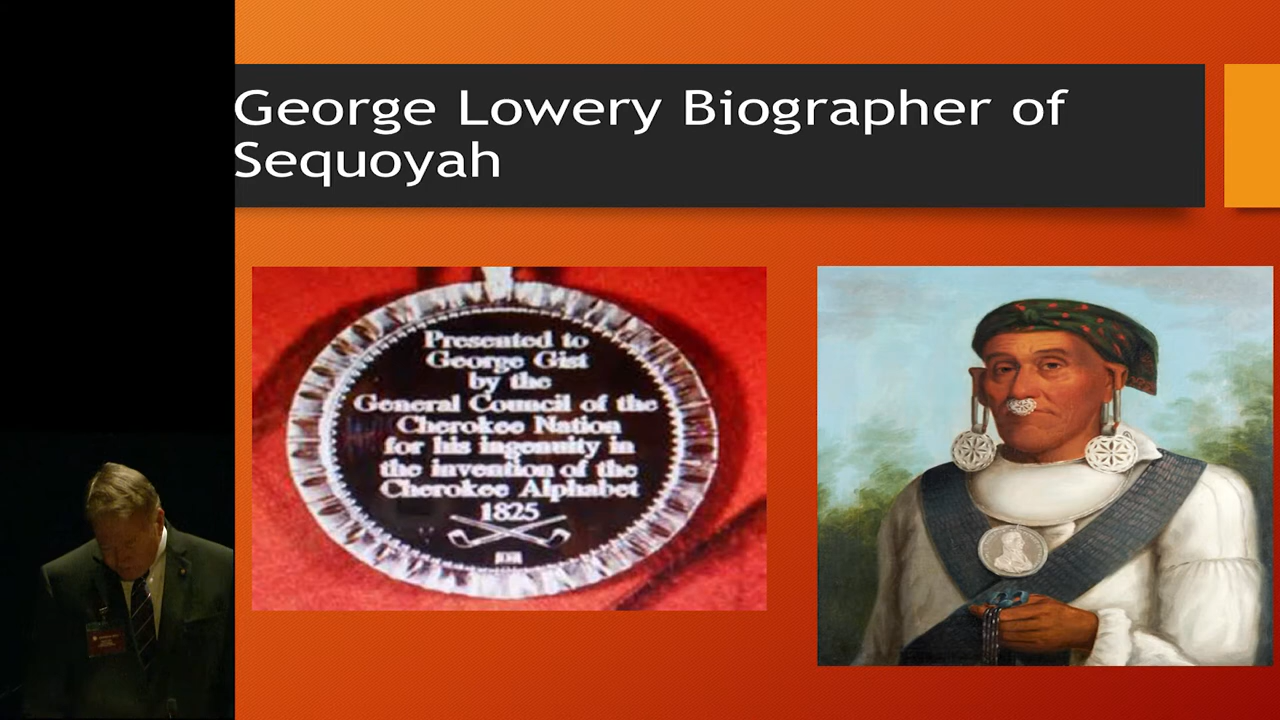 George Lowery Biographer of
Sequoyah
Presented to
George Gist
by the
General Council of the
Cherokee Nation
for his ingenuity in
the invention of the
Cherokee Alphabet
1825